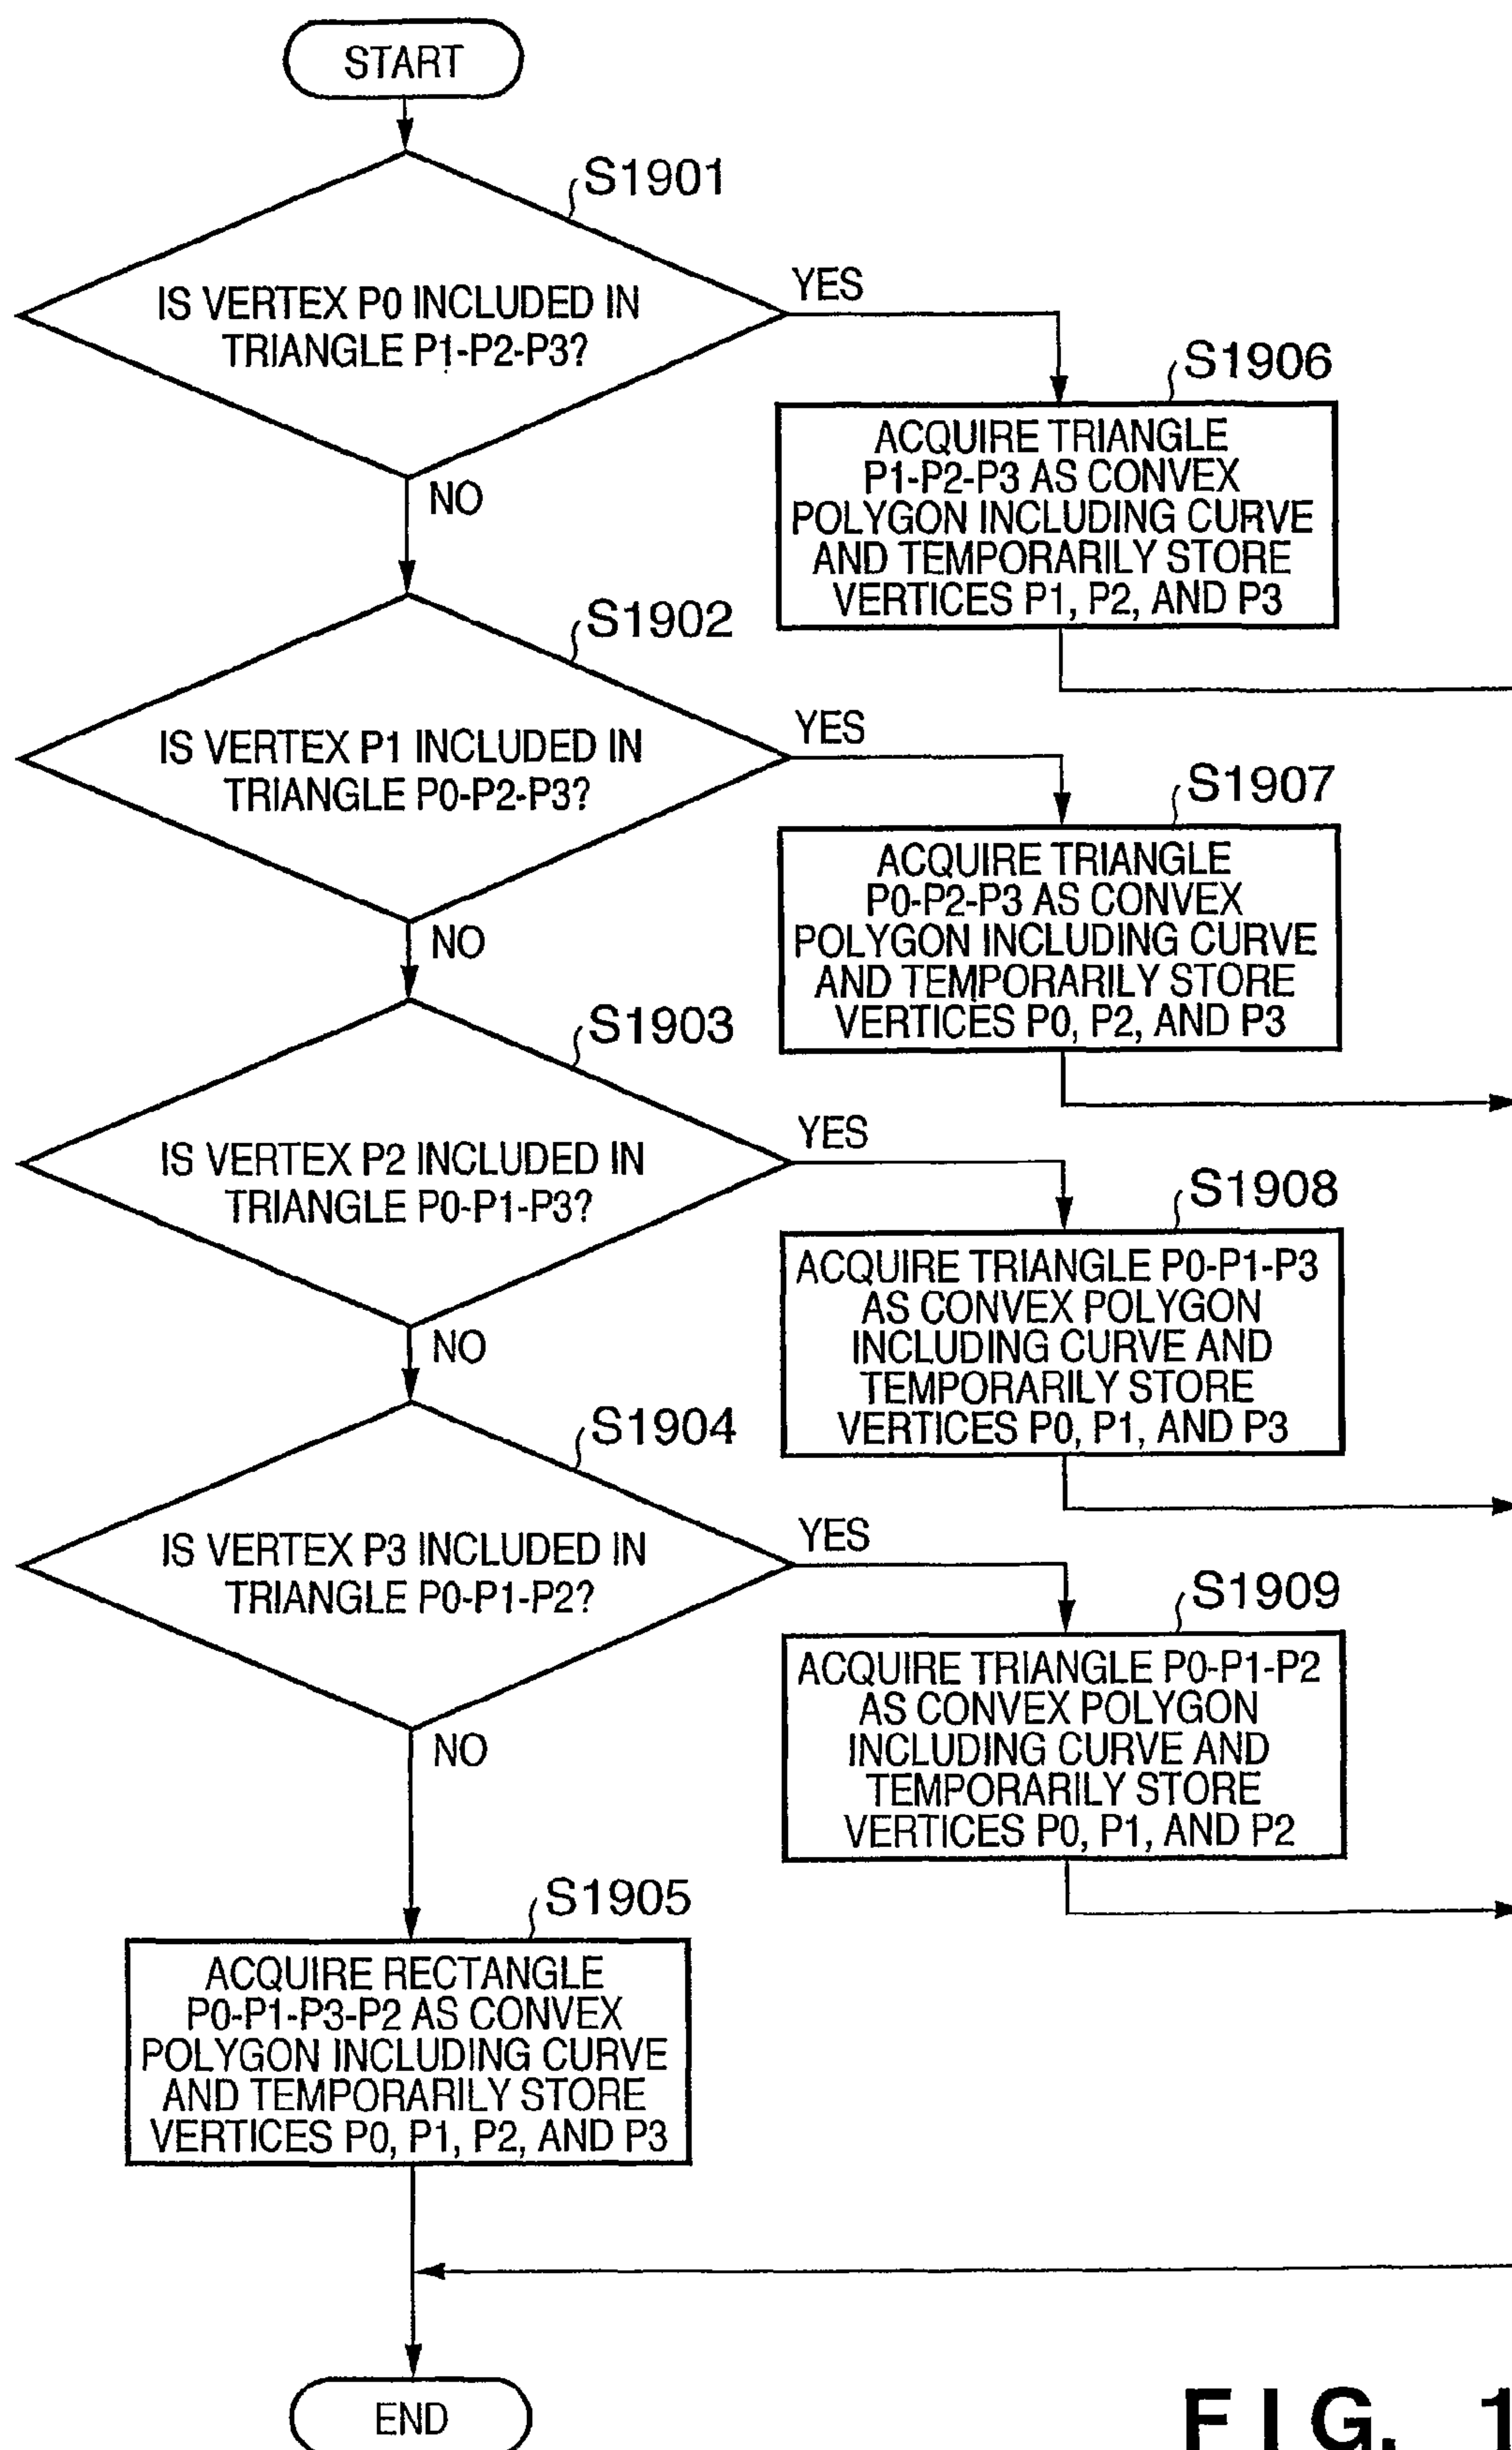 START
S1901
IS VERTEX P0 INCLUDED IN
TRIANGLE P1-P2-P3?
YES
NO
S1906
ACQUIRE TRIANGLE
P1-P2-P3 AS CONVEX
POLYGON INCLUDING CURVE
AND TEMPORARILY STORE
VERTICES P1, P2, AND P3
S1902
IS VERTEX P1 INCLUDED IN
TRIANGLE P0-P2-P3?
YES
NO
S1907
ACQUIRE TRIANGLE
P0-P2-P3 AS CONVEX
POLYGON INCLUDING CURVE
AND TEMPORARILY STORE
VERTICES P0, P2, AND P3
S1903
IS VERTEX P2 INCLUDED IN
TRIANGLE P0-P1-P3?
YES
NO
S1908
ACQUIRE TRIANGLE P0-P1-P3
AS CONVEX POLYGON
INCLUDING CURVE AND
TEMPORARILY STORE
VERTICES P0, P1, AND P3
S1904
IS VERTEX P3 INCLUDED IN
TRIANGLE P0-P1-P2?
YES
NO
S1909
ACQUIRE TRIANGLE P0-P1-P2
AS CONVEX POLYGON
INCLUDING CURVE AND
TEMPORARILY STORE
VERTICES P0, P1, AND P2
S1905
ACQUIRE RECTANGLE
P0-P1-P3-P2 AS CONVEX
POLYGON INCLUDING CURVE
AND TEMPORARILY STORE
VERTICES P0, P1, P2, AND P3
END
FIG. 1